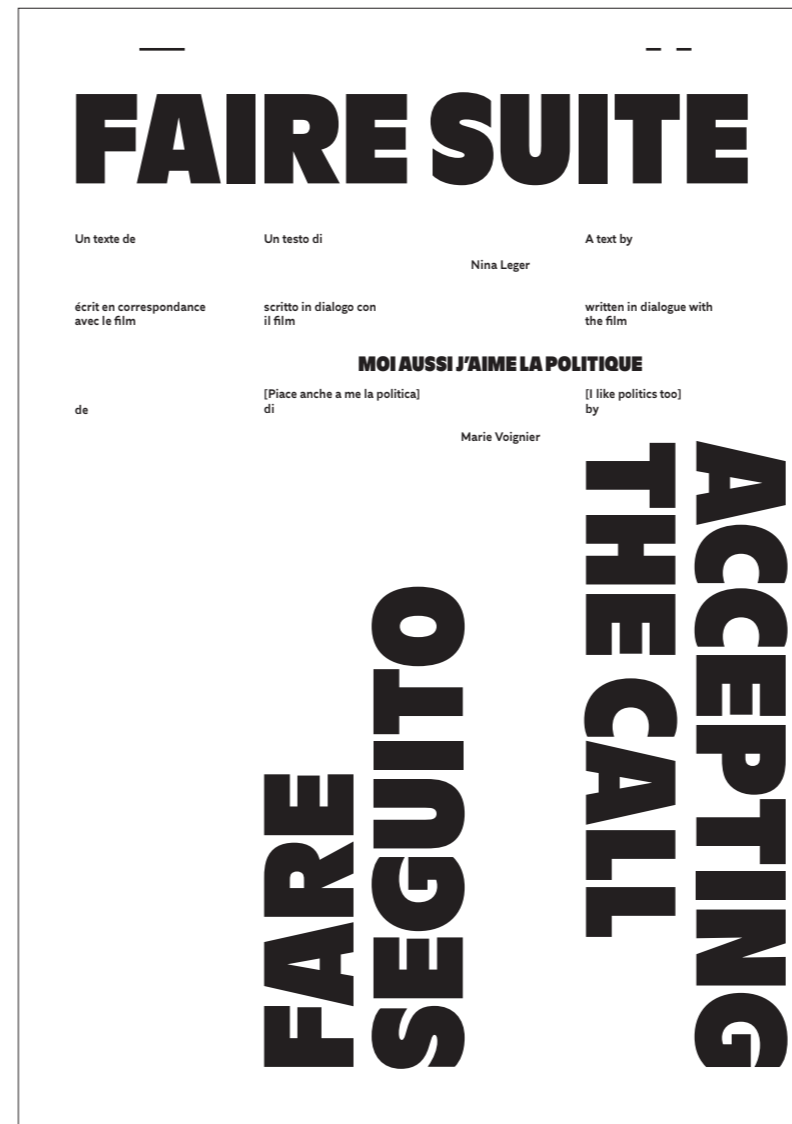 FAIRE SUITE
Un texte de
Un testo di
A text by
Nina Leger
écrit en correspondance
avec le film
scritto in dialogo con
il film
written in dialogue with
the film
MOI AUSSI J’AIME LA POLITIQUE
de
[Piace anche a me la politica]
di
[I like politics too]
by
Marie Voignier
FARE
SEGUITO
ACCEPTING
THE CALL